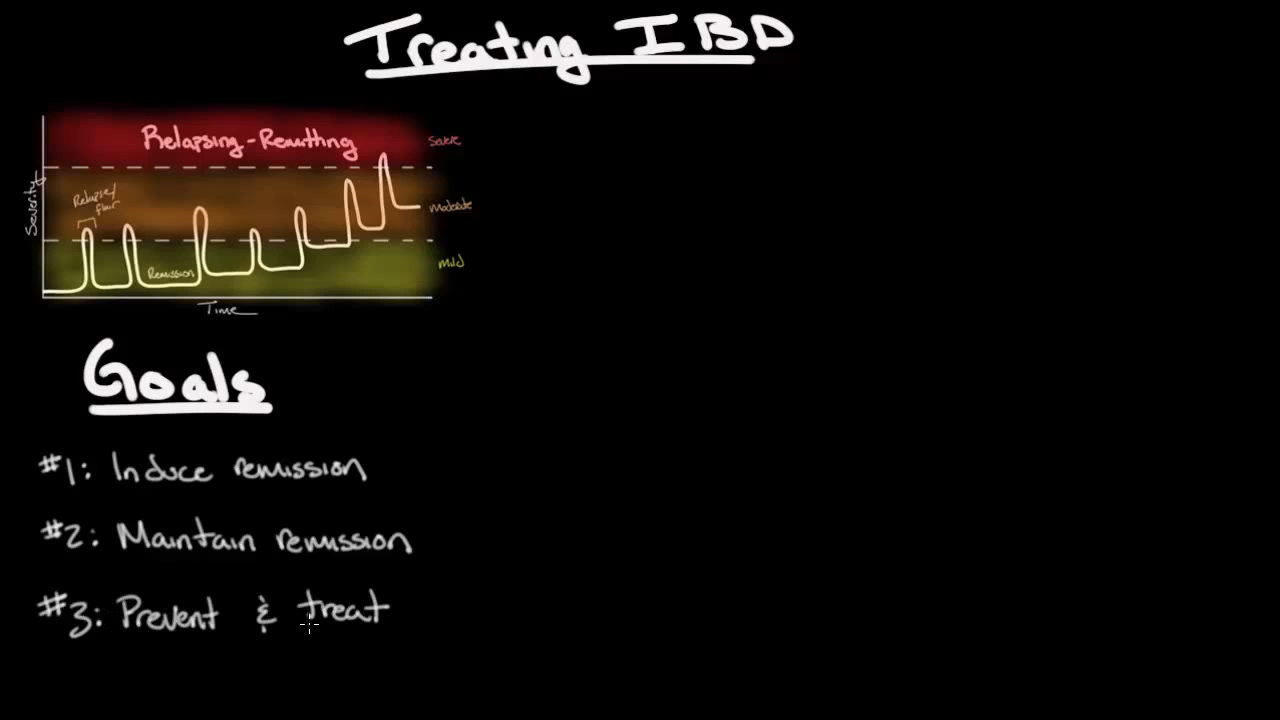 Treating IBD
Relapsing-Remitting
Severe
Severity
Relapse/
flair
Moderate
Remission
Mild
Time
Goals
#1: Induce remission
#2: Maintain remission
#3: Prevent & treat